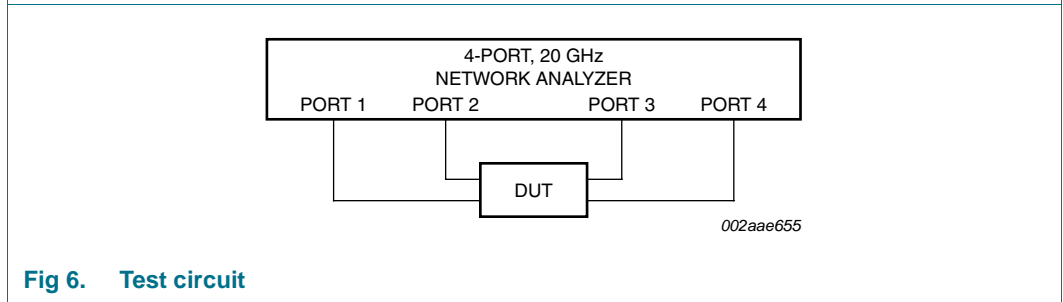 4-PORT, 20 GHz
NETWORK ANALYZER
PORT 1 PORT 2 PORT 3 PORT 4
DUT
002aae655
Fig 6. Test circuit